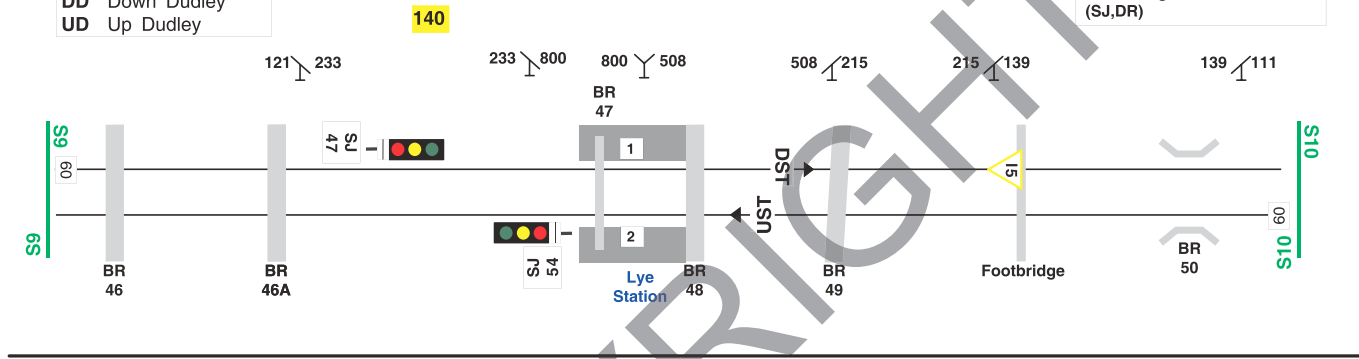 DD Down Dudley
UD Up Dudley
140
(SJ,DR)
121 233
233 800
800 508
508 215
215 139
139 111
BR
47
S9
SJ
47
1
DST
15
S10
60
UST
60
S9
SJ
54
2
S10
BR
46
BR
46A
Lye
Station
BR
48
BR
49
Footbridge
BR
50
RIGHT